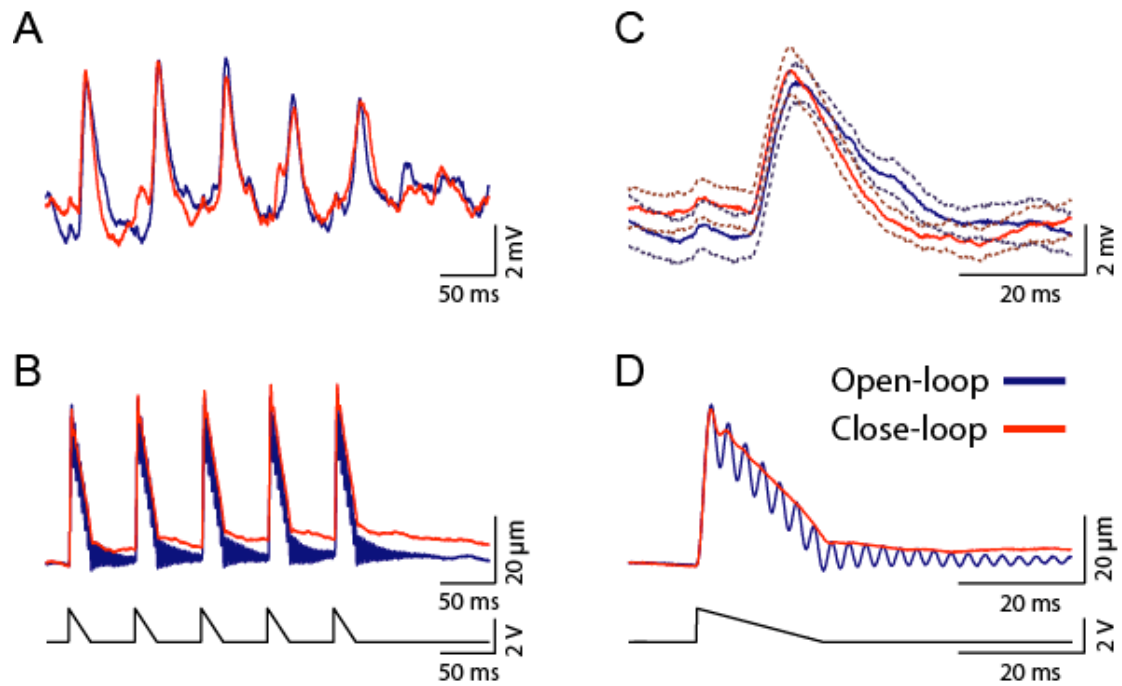 A
2 mV
50 ms
C
2 mv
20 ms
B
20 μm
50 ms
2 V
50 ms
D
Open-loop
Close-loop
20 μm
20 ms
2 V
20 ms